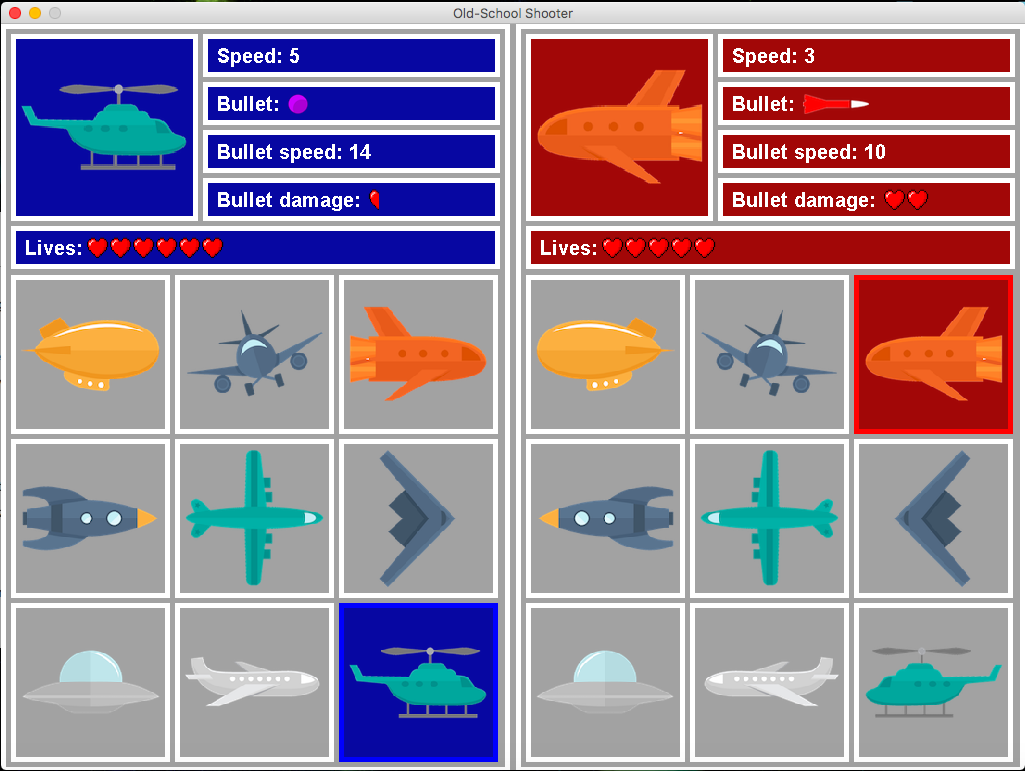 Old-School Shooter
Speed: 5
Bullet:
Bullet speed: 14
Bullet damage:
Lives:
Speed: 3
Bullet:
Bullet speed: 10
Bullet damage:
Lives: